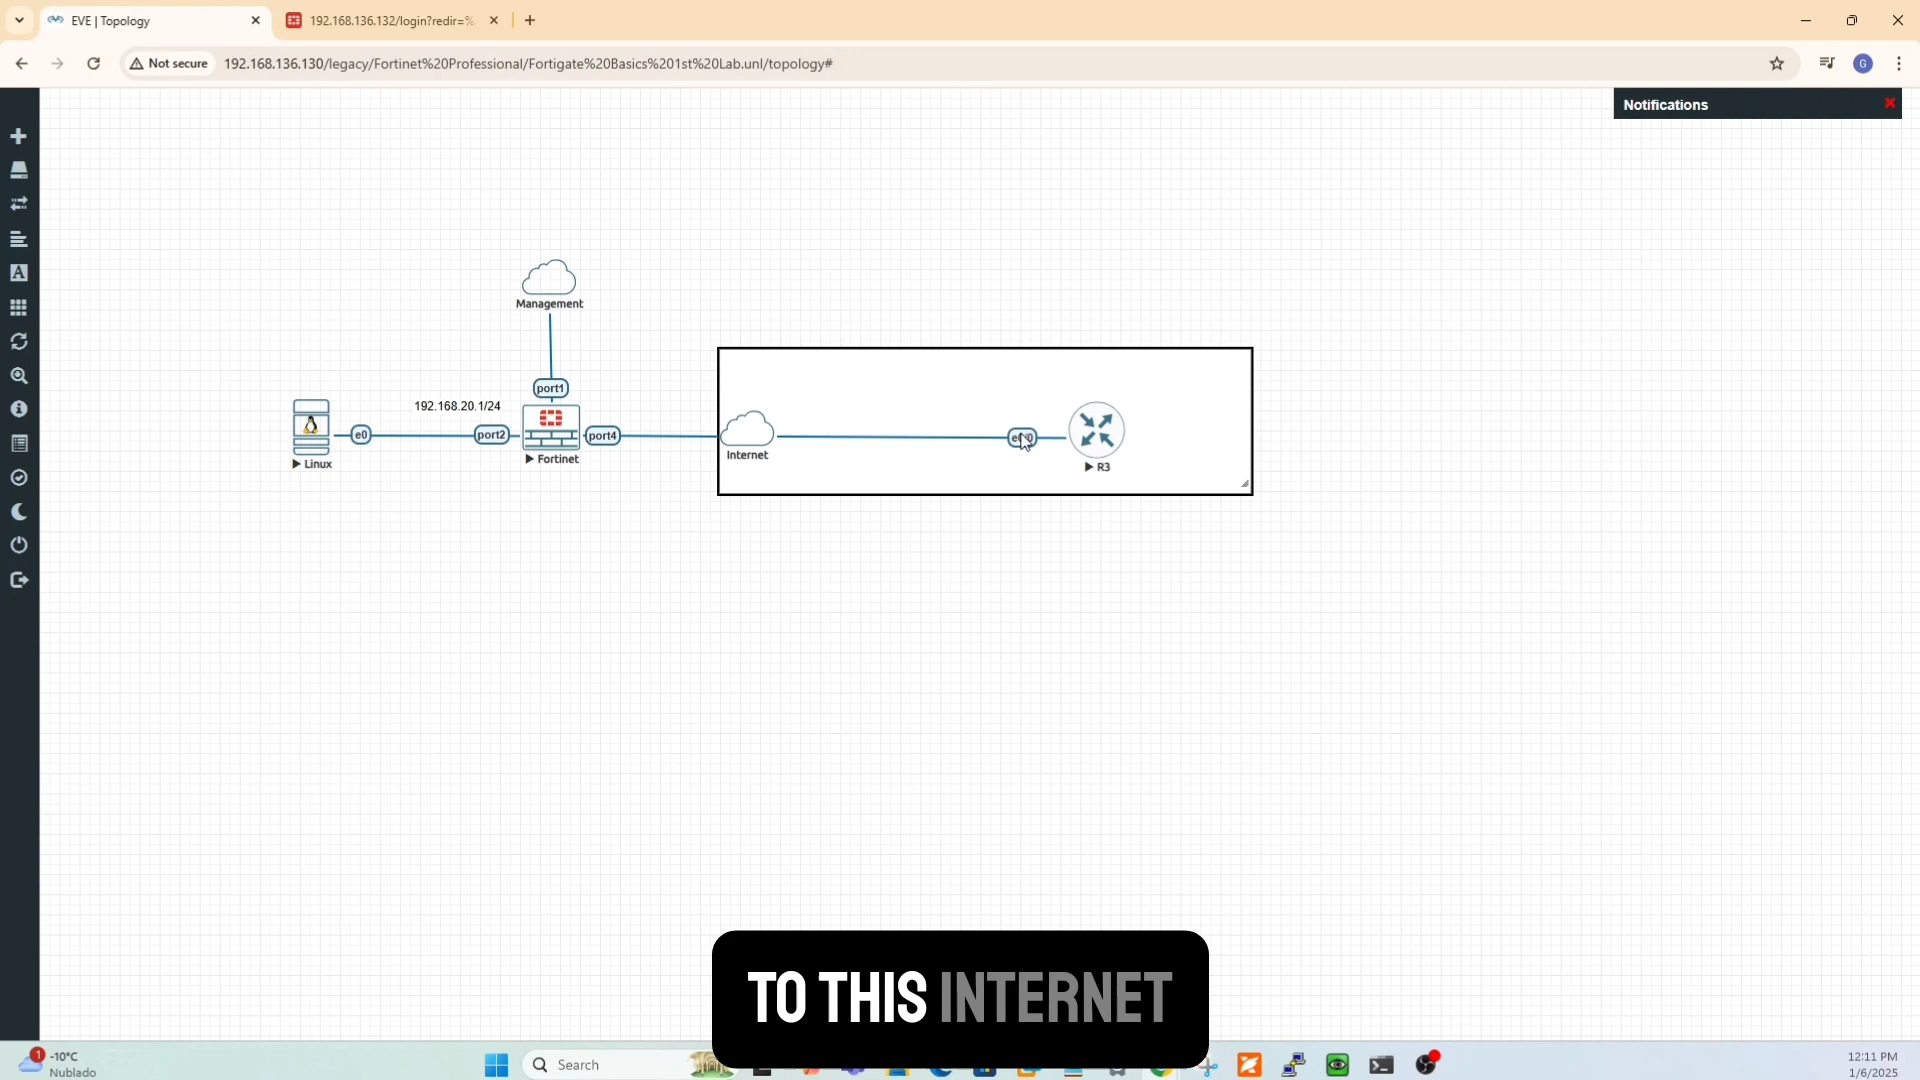 EVE | Topology
192.168.136.132/login?redir=%
Not secure
192.168.136.130/legacy/Fortinet%20Professional/Fortigate%20Basics%201st%20Lab.unl/topology#
G
Notifications
Management
port1
192.168.20.1/24
e0
port2
port4
Linux
Fortinet
Internet
R3
TO THIS INTERNET
1
-10°C
Nublado
Search
12:11 PM
1/6/2025